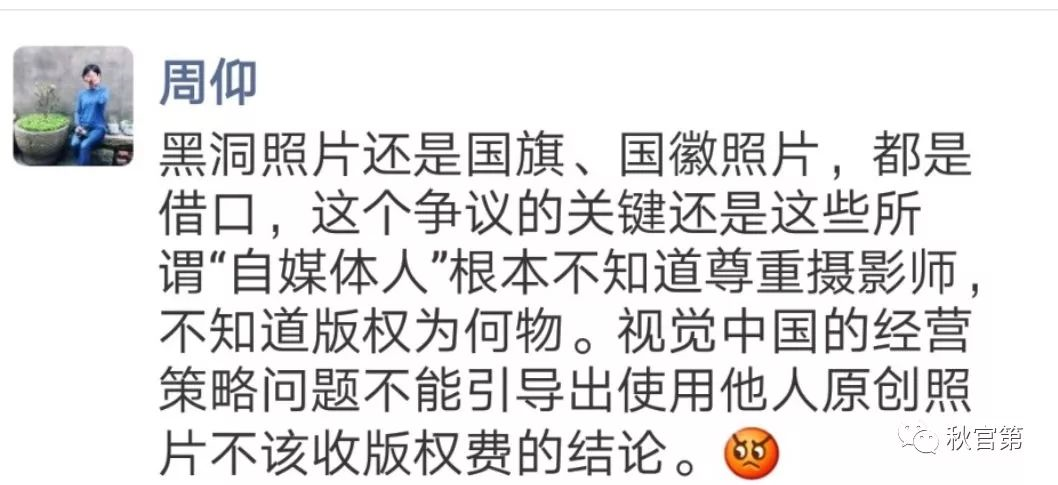 周仰
黑洞照片还是国旗、国徽照片，都是
借口，这个争议的关键还是这些所
谓“自媒体人”根本不知道尊重摄影师，
不知道版权为何物。视觉中国的经营
策略问题不能引导出使用他人原创照
片不该收版权费的结论。
秋官第